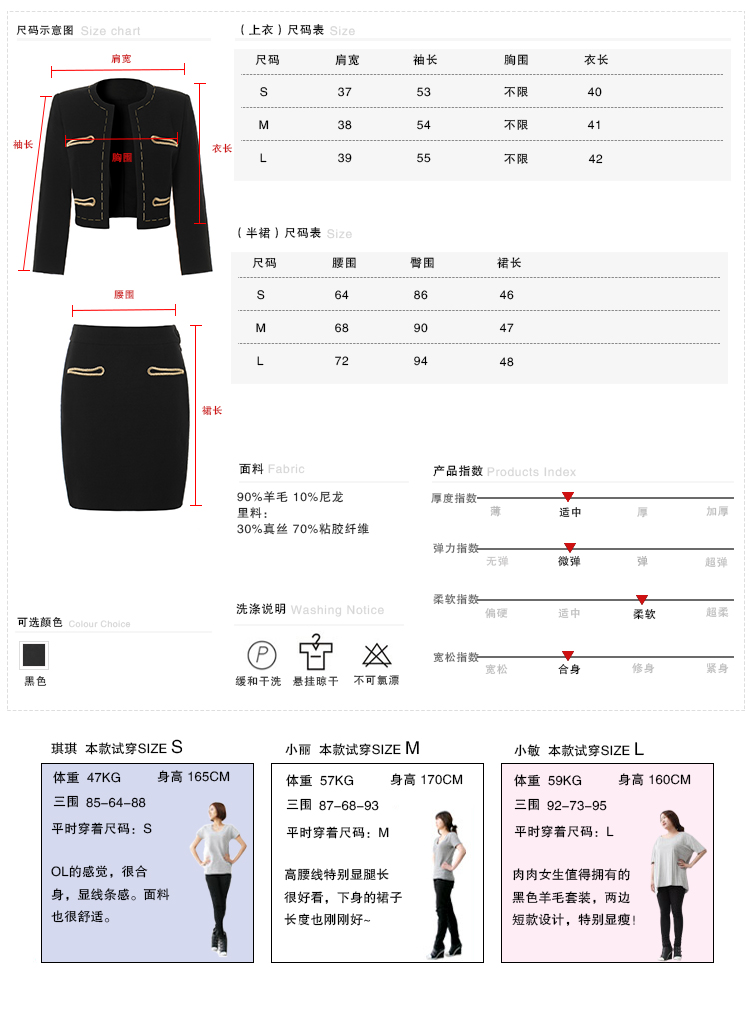 尺码示意图 Size chart
肩宽
袖长
胸围
衣长
腰围
裙长
（上衣）尺码表 Size
尺码 肩宽 袖长 胸围 衣长
S 37 53 不限 40
M 38 54 不限 41
L 39 55 不限 42
（半裙）尺码表 Size
尺码 腰围 臀围 裙长
S 64 86 46
M 68 90 47
L 72 94 48
面料 Fabric
90%羊毛 10%尼龙
里料：
30%真丝 70%粘胶纤维
产品指数 Products Index
厚度指数
薄 适中 厚 加厚
弹力指数
无弹 微弹 弹 超弹
柔软指数
偏硬 适中 柔软 超柔
宽松指数
宽松 合身 修身 紧身
可选颜色 Colour Choice
黑色
洗涤说明 Washing Notice
P
缓和干洗 悬挂晾干 不可氯漂
琪琪 本款试穿SIZE S
体重 47KG 身高 165CM
三围 85-64-88
平时穿着尺码：S
OL的感觉，很合
身，显线条感。面料
也很舒适。
小丽 本款试穿SIZE M
体重 57KG 身高 170CM
三围 87-68-93
平时穿着尺码：M
高腰线特别显腿长
很好看，下身的裙子
长度也刚刚好~
小敏 本款试穿SIZE L
体重 59KG 身高 160CM
三围 92-73-95
平时穿着尺码：L
肉肉女生值得拥有的
黑色羊毛套装，两边
短款设计，特别显瘦！